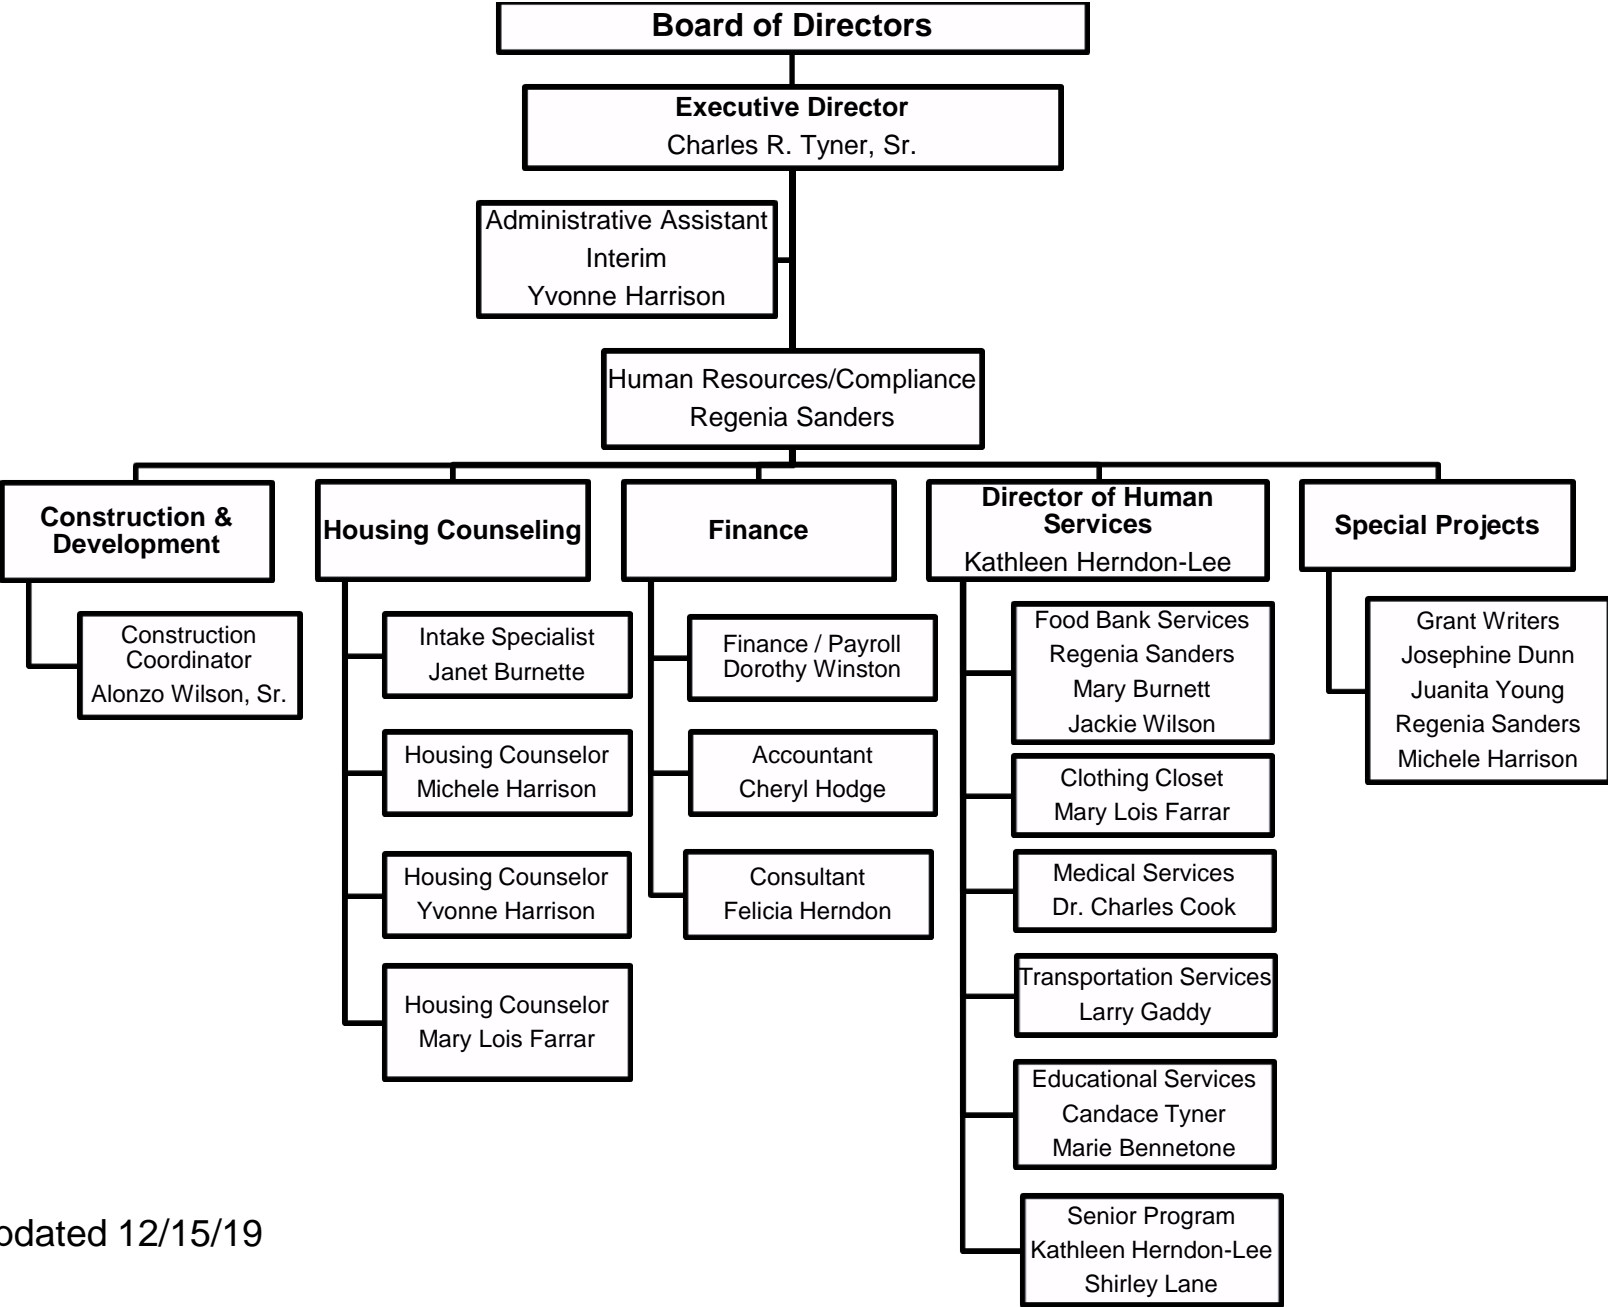 Board of Directors
Executive Director
Charles R. Tyner, Sr.
Administrative Assistant
Interim
Yvonne Harrison
Human Resources/Compliance
Regenia Sanders
Construction &
Development
Construction
Coordinator
Alonzo Wilson, Sr.
Housing Counseling
Intake Specialist
Janet Burnette
Housing Counselor
Michele Harrison
Housing Counselor
Yvonne Harrison
Housing Counselor
Mary Lois Farrar
Finance
Finance / Payroll
Dorothy Winston
Accountant
Cheryl Hodge
Consultant
Felicia Herndon
Director of Human
Services
Kathleen Herndon-Lee
Food Bank Services
Regenia Sanders
Mary Burnett
Jackie Wilson
Clothing Closet
Mary Lois Farrar
Medical Services
Dr. Charles Cook
Transportation Services
Larry Gaddy
Educational Services
Candace Tyner
Marie Bennetone
Senior Program
Kathleen Herndon-Lee
Shirley Lane
Special Projects
Grant Writers
Josephine Dunn
Juanita Young
Regenia Sanders
Michele Harrison
12/15/19